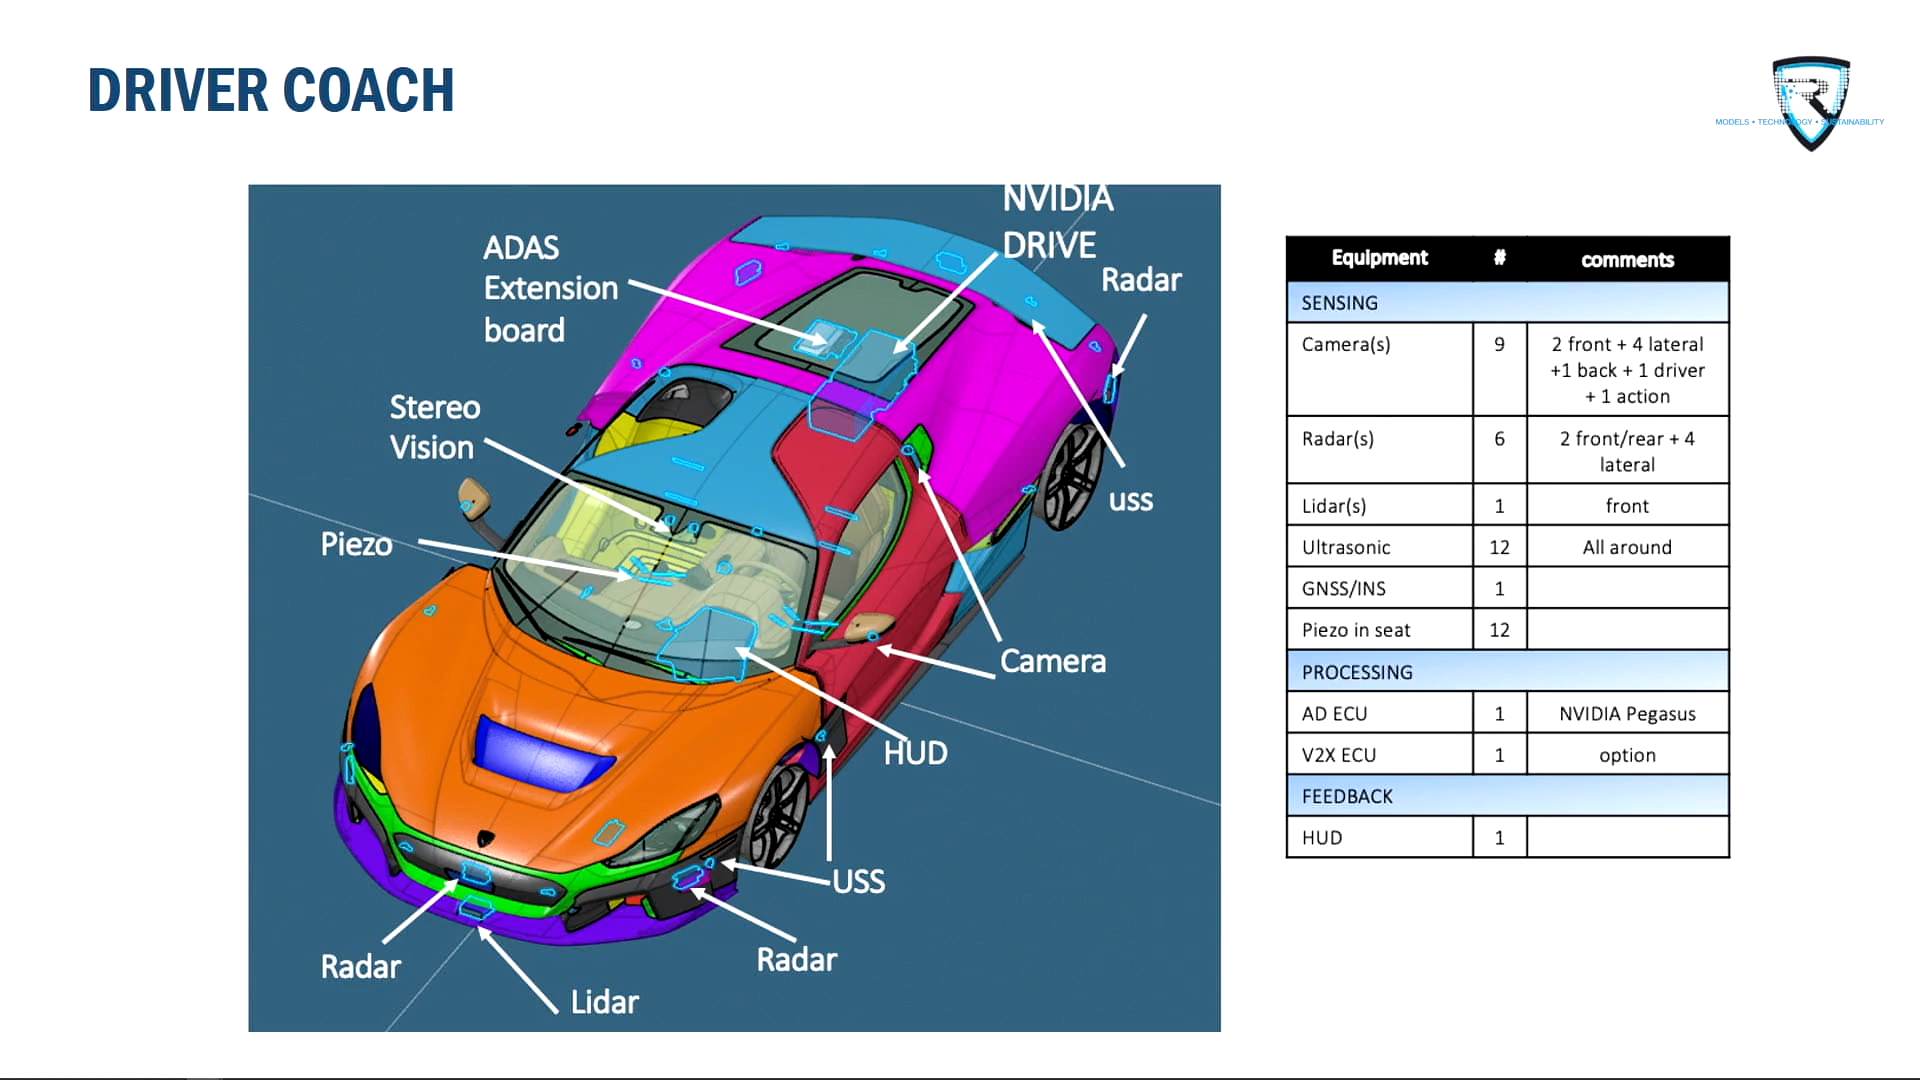 DRIVER COACH
MODELS • TECHNOLOGY • SUSTAINABILITY
NVIDIA
DRIVE
ADAS
Extension
board
Radar
Stereo
Vision
uss
Piezo
Camera
HUD
USS
Radar
Radar
Lidar
Equipment # comments
SENSING
Camera(s) 9 2 front + 4 lateral
+1 back + 1 driver
+ 1 action
Radar(s) 6 2 front/rear + 4
lateral
Lidar(s) 1 front
Ultrasonic 12 All around
GNSS/INS 1
Piezo in seat 12
PROCESSING
AD ECU 1 NVIDIA Pegasus
V2X ECU 1 option
FEEDBACK
HUD 1